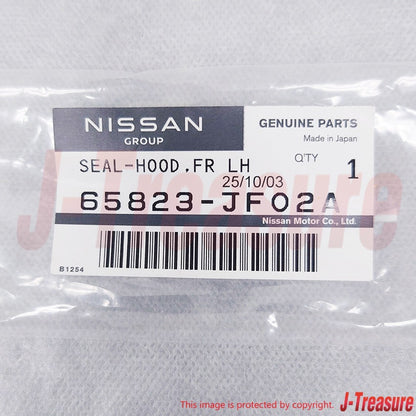 NISSAN
GROUP
GENUINE PARTS
Made in Japan
SEAL-HOOD,FR LH
Q'TY 1
25/10/03
65823-JF02A
Nissan Motor Co., Ltd.
B1254
J-Treasure
This image is protected by copyright.
J-Treasure